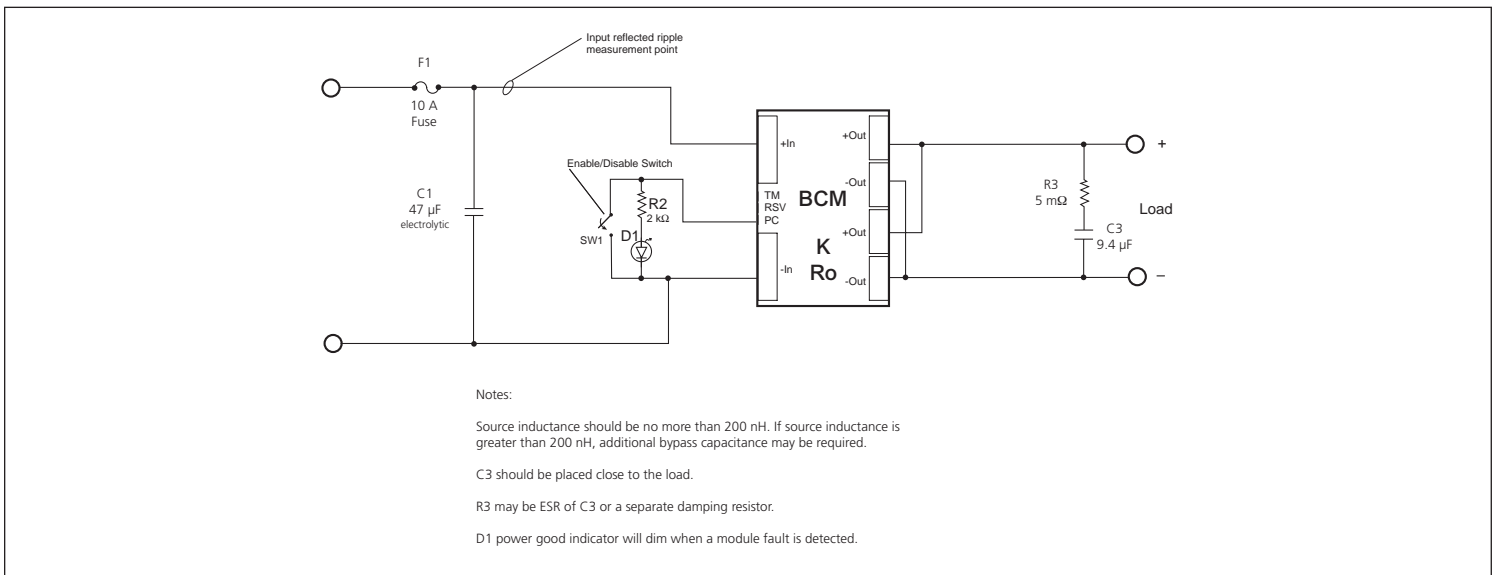 Input reflected ripple
measurement point
F1
10 A
Fuse
C1
47 µF
electrolytic
Enable/Disable Switch
SW1
R2
2 kΩ
D1
+In
TM
RSV
PC
-In
BCM
K
Ro
+Out
-Out
+Out
-Out
R3
5 mΩ
C3
9.4 µF
+
Load
–
Notes:
Source inductance should be no more than 200 nH. If source inductance is
greater than 200 nH, additional bypass capacitance may be required.
C3 should be placed close to the load.
R3 may be ESR of C3 or a separate damping resistor.
D1 power good indicator will dim when a module fault is detected.